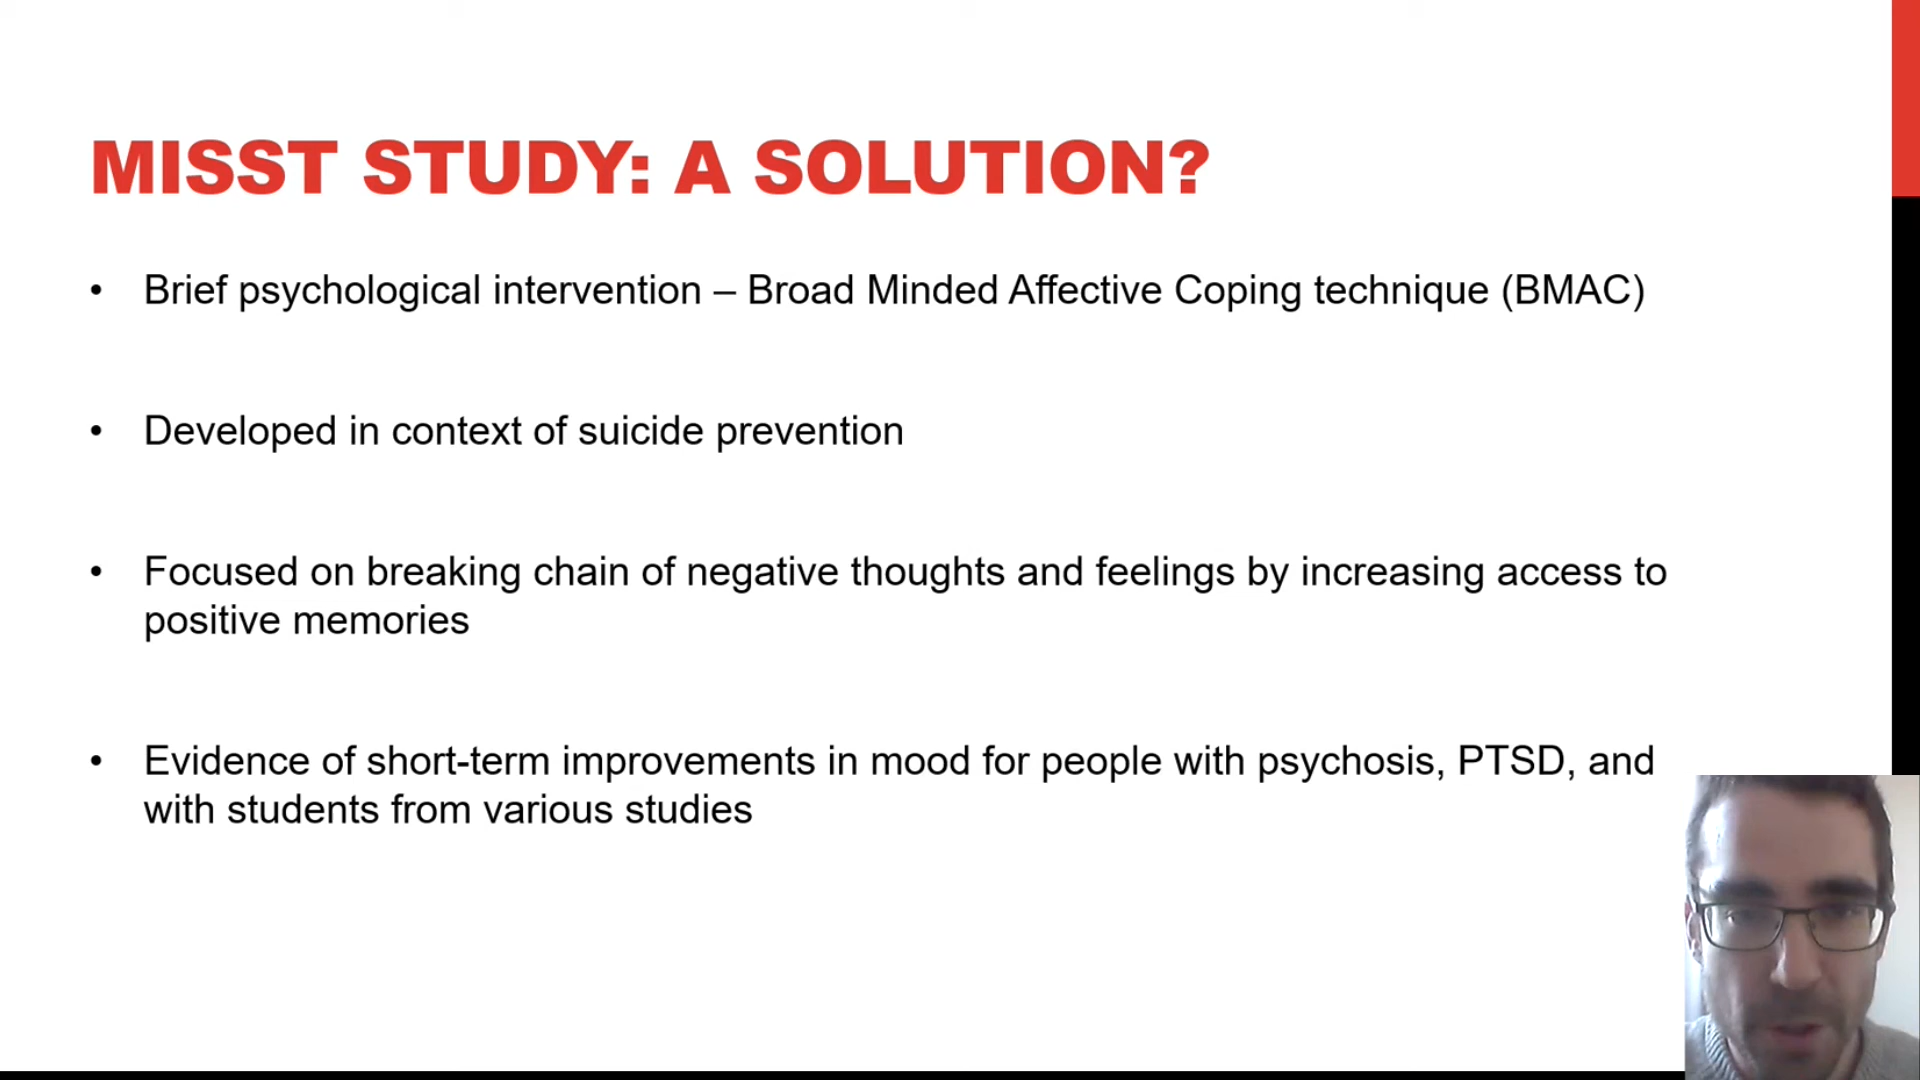 MISST STUDY: A SOLUTION?
• Brief psychological intervention – Broad Minded Affective Coping technique (BMAC)
• Developed in context of suicide prevention
• Focused on breaking chain of negative thoughts and feelings by increasing access to
positive memories
• Evidence of short-term improvements in mood for people with psychosis, PTSD, and
with students from various studies